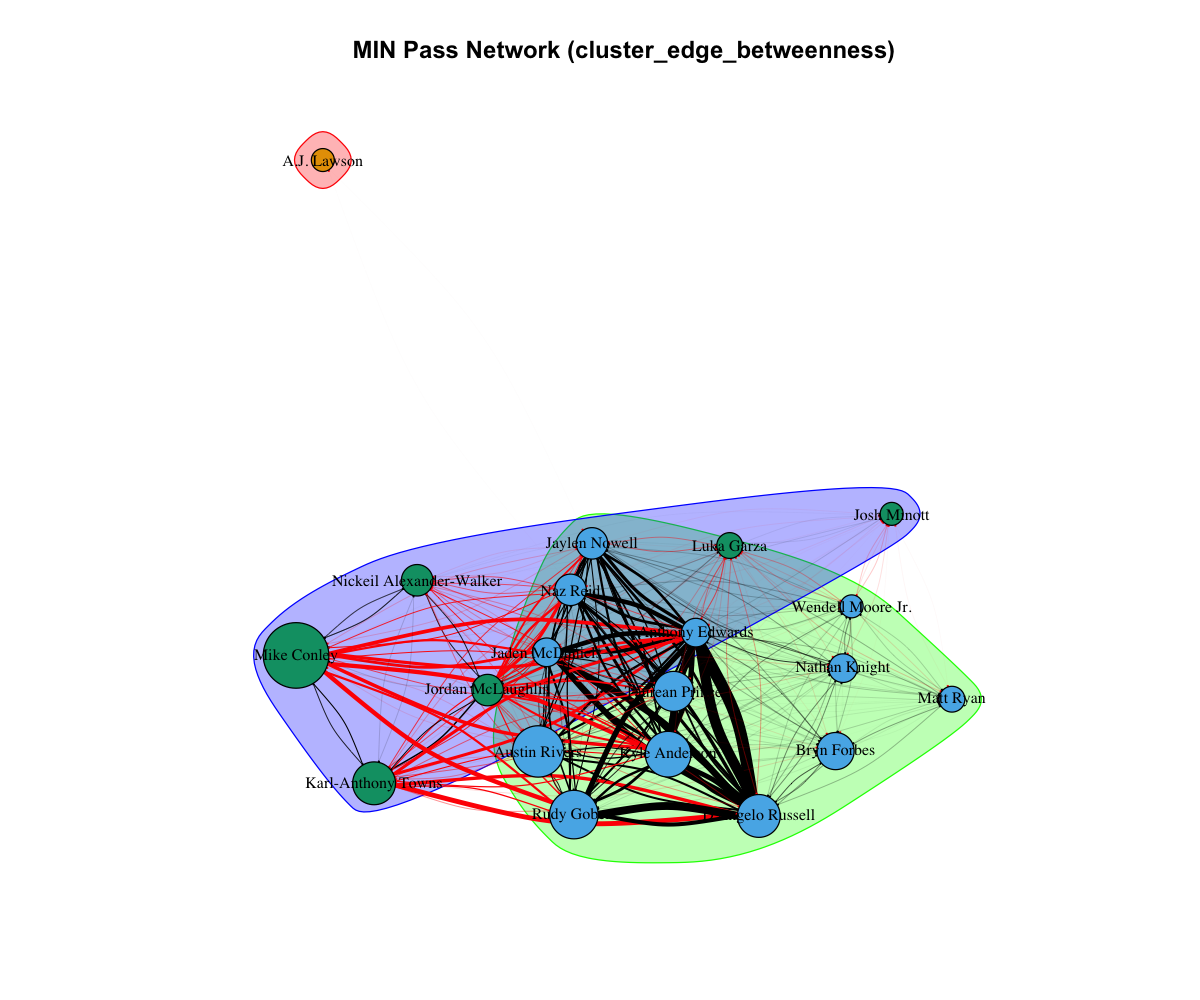 MIN Pass Network (cluster_edge_betweenness)
A.J. Lawson
Josh Minott
Jaylen Nowell
Luka Garza
Nickeil Alexander-Walker
Naz Reid
Wendell Moore Jr.
Anthony Edwards
Mike Conley
Jaden McDaniels
Nathan Knight
Jordan McLaughlin
Taurean Prince
Matt Ryan
Austin Rivers
Kyle Anderson
Bryn Forbes
Karl-Anthony Towns
Rudy Gobert
D'Angelo Russell